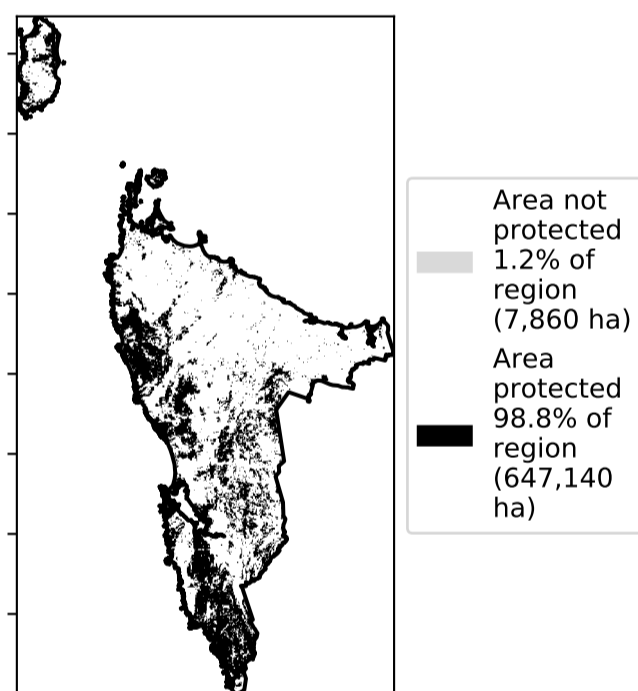 Area not
protected
1.2% of
region
(7,860 ha)
Area
protected
98.8% of
region
(647,140
ha)